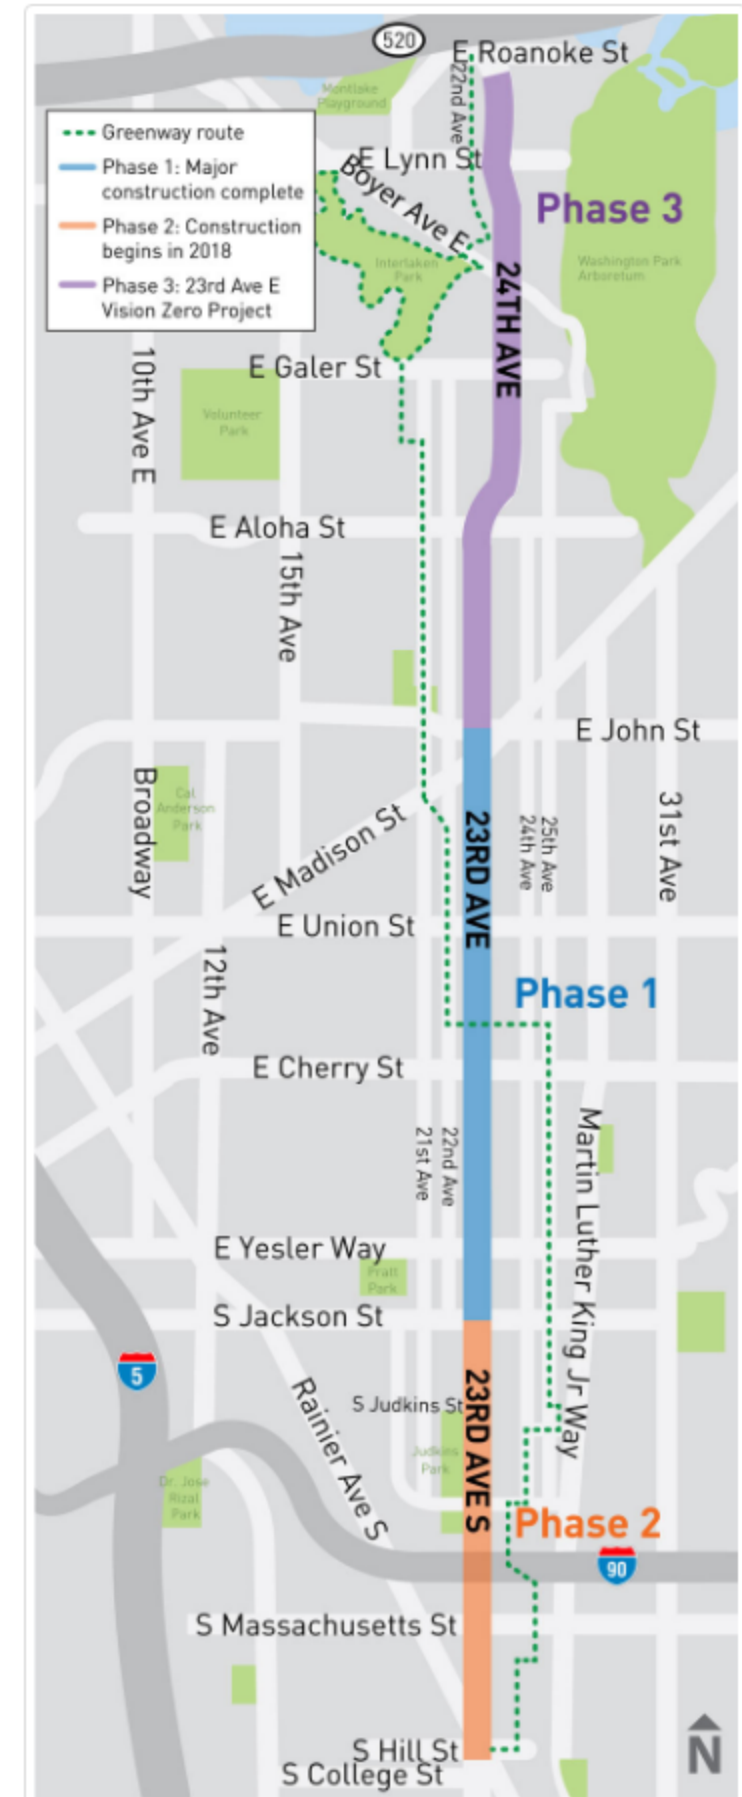 520
E Roanoke St
Montlake
Playground
22nd Ave
Greenway route
Phase 1: Major
construction complete
Phase 2: Construction
begins in 2018
Phase 3: 23rd Ave E
Vision Zero Project
E Lynn St
Boyer Ave E
Phase 3
Interlaken
Park
Washington Park
Arboretum
24TH AVE
10th Ave E
E Galer St
Volunteer
Park
E Aloha St
15th Ave
E John St
Broadway
Cal
Anderson
Park
E Madison St
23RD AVE
24th Ave
25th Ave
31st Ave
E Union St
12th Ave
Phase 1
E Cherry St
21st Ave
22nd Ave
Martin Luther King Jr Way
E Yesler Way
Pratt
Park
S Jackson St
5
Rainier Ave S
S Judkins St
23RD AVE S
Judkins
Park
Dr. Jose
Rizal
Park
Phase 2
90
S Massachusetts St
S Hill St
S College St
N